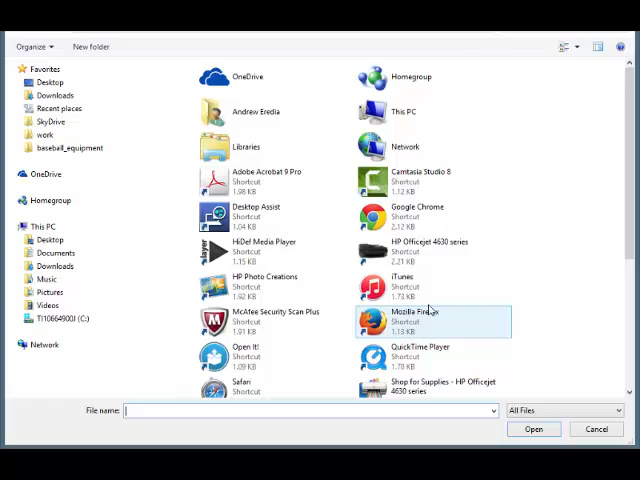 Organize
New folder
Favorites
Desktop
Downloads
Recent places
SkyDrive
work
baseball_equipment
OneDrive
Homegroup
This PC
Desktop
Documents
Downloads
Music
Pictures
Videos
TI10664900J (C:)
Network
OneDrive
Homegroup
Andrew Eredia
This PC
Libraries
Network
Adobe Acrobat 9 Pro
Shortcut
1.98 KB
Camtasia Studio 8
Shortcut
1.12 KB
Desktop Assist
Shortcut
1.04 KB
Google Chrome
Shortcut
2.12 KB
HiDef Media Player
Shortcut
1.15 KB
HP Officejet 4630 series
Shortcut
2.21 KB
HP Photo Creations
Shortcut
1.92 KB
iTunes
Shortcut
1.73 KB
McAfee Security Scan Plus
Shortcut
1.91 KB
Mozilla Firefox
Shortcut
1.13 KB
Open It!
Shortcut
1.09 KB
QuickTime Player
Shortcut
1.78 KB
Safari
Shortcut
Shop for Supplies - HP Officejet
4630 series
File name:
All Files
Open
Cancel